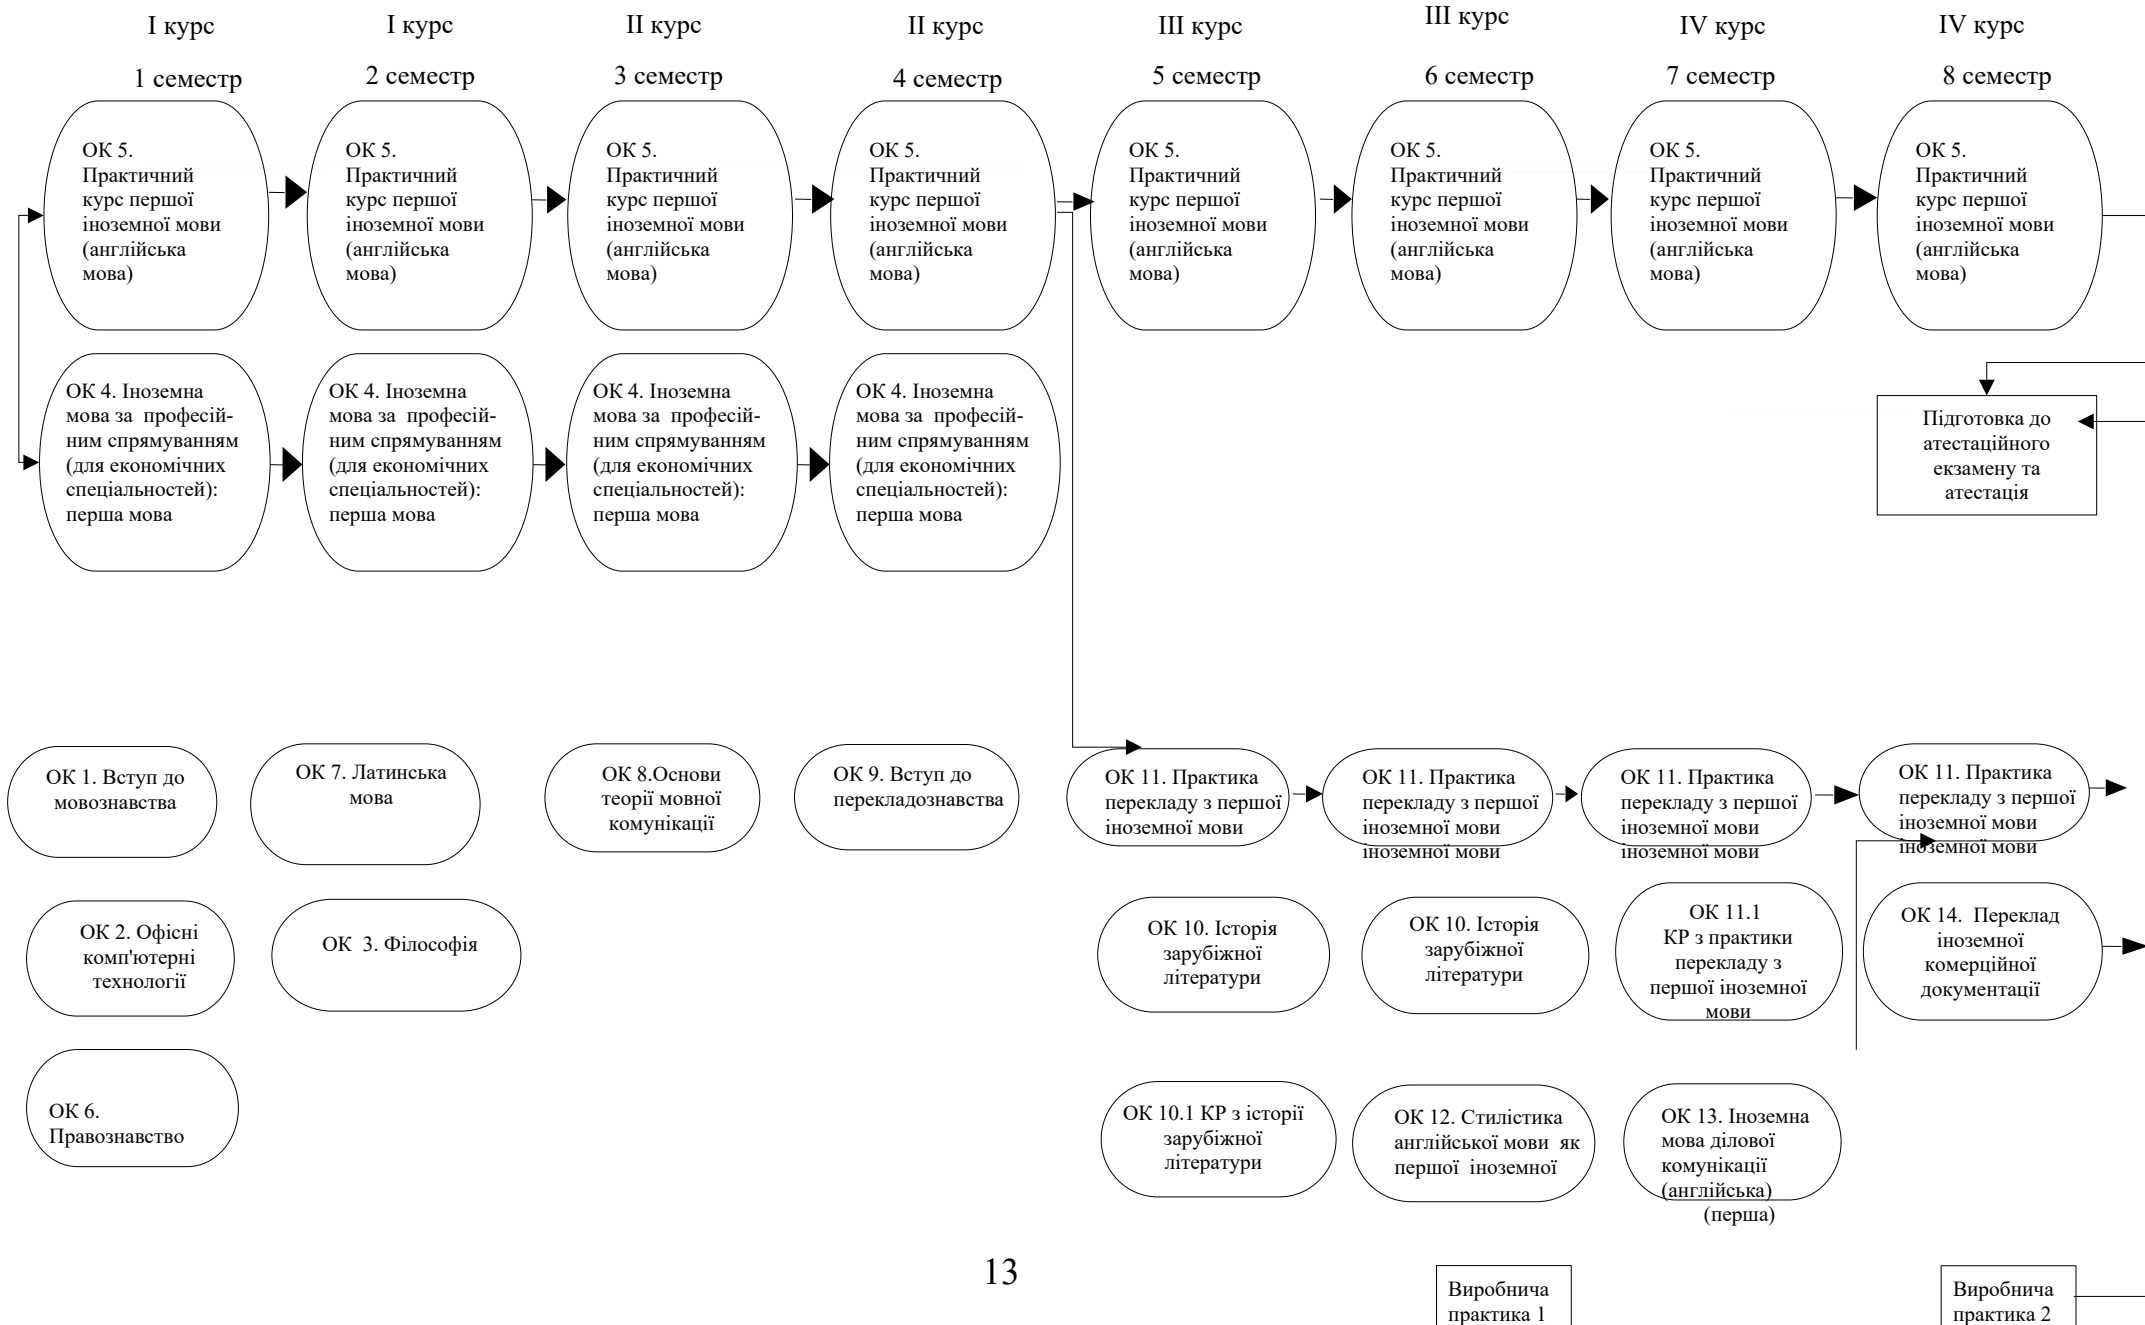 І курс
І курс
ІІ курс
ІІ курс
ІІІ курс
ІІІ курс
IV курс
IV курс
1 семестр
2 семестр
3 семестр
4 семестр
5 семестр
6 семестр
7 семестр
8 семестр
ОК 5.
Практичний
курс першої
іноземної мови
(англійська
мова)
ОК 5.
Практичний
курс першої
іноземної мови
(англійська
мова)
ОК 5.
Практичний
курс першої
іноземної мови
(англійська
мова)
ОК 5.
Практичний
курс першої
іноземної мови
(англійська
мова)
ОК 5.
Практичний
курс першої
іноземної мови
(англійська
мова)
ОК 5.
Практичний
курс першої
іноземної мови
(англійська
мова)
ОК 5.
Практичний
курс першої
іноземної мови
(англійська
мова)
ОК 5.
Практичний
курс першої
іноземної мови
(англійська
мова)
ОК 4. Іноземна
мова за професій-
ним спрямуванням
(для економічних
спеціальностей):
перша мова
ОК 4. Іноземна
мова за професій-
ним спрямуванням
(для економічних
спеціальностей):
перша мова
ОК 4. Іноземна
мова за професій-
ним спрямуванням
(для економічних
спеціальностей):
перша мова
ОК 4. Іноземна
мова за професій-
ним спрямуванням
(для економічних
спеціальностей):
перша мова
Підготовка до
атестаційного
екзамену та
атестація
ОК 1. Вступ до
мовознавства
ОК 7. Латинська
мова
ОК 8.Основи
теорії мовної
комунікації
ОК 9. Вступ до
перекладознавства
ОК 11. Практика
перекладу з першої
іноземної мови
ОК 11. Практика
перекладу з першої
іноземної мови
іноземної мови
ОК 11. Практика
перекладу з першої
іноземної мови
іноземної мови
ОК 11. Практика
перекладу з першої
іноземної мови
іноземної мови
ОК 2. Офісні
комп'ютерні
технології
ОК 3. Філософія
ОК 10. Історія
зарубіжної
літератури
ОК 10. Історія
зарубіжної
літератури
ОК 11.1
КР з практики
перекладу з
першої іноземної
мови
ОК 14. Переклад
іноземної
комерційної
документації
ОК 6.
Правознавство
ОК 10.1 КР з історії
зарубіжної
літератури
ОК 12. Стилістика
англійської мови як
першої іноземної
ОК 13. Іноземна
мова ділової
комунікації
(англійська)
(перша)
13
Виробнича
практика 1
Виробнича
практика 2